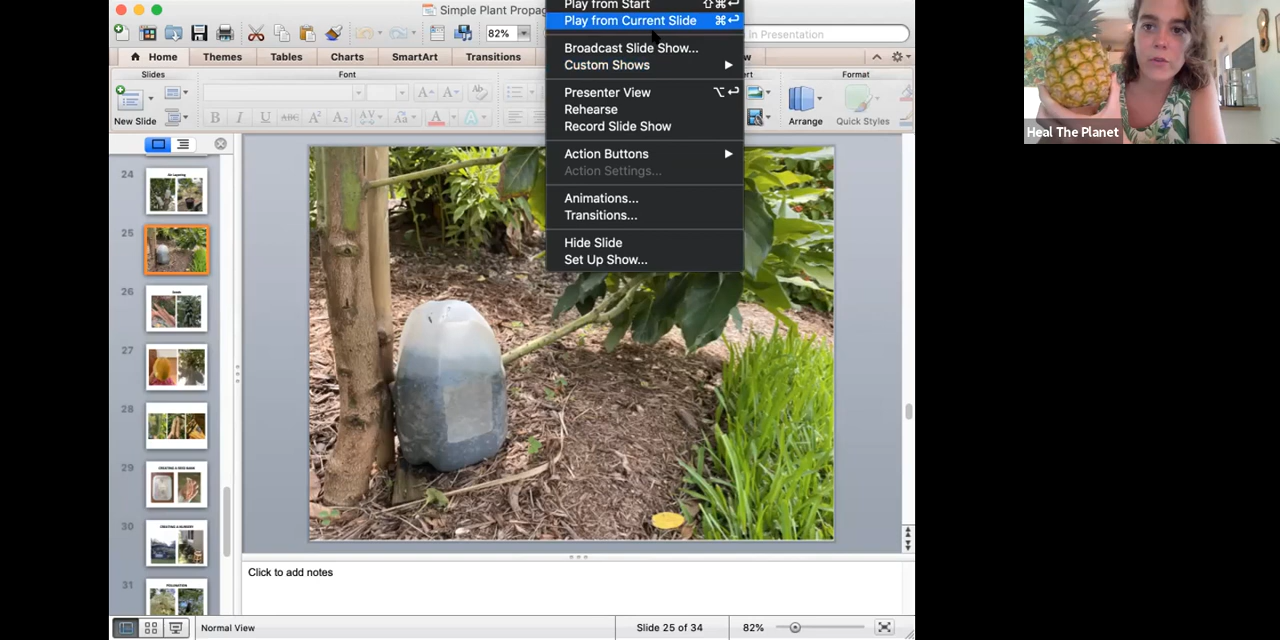 Simple Plant Propag
82%
in Presentation
Home Themes Tables Charts SmartArt Transitions
Slides Font Format
New Slide Arrange Quick Styles
Play from Start ⇧⌘↩
Play from Current Slide ⌘↩
Broadcast Slide Show...
Custom Shows
Presenter View ⌥↩
Rehearse
Record Slide Show
Action Buttons
Action Settings...
Animations...
Transitions...
Hide Slide
Set Up Show...
24
25
26
27
28
29
CREATING A SEED BANK
30
CREATING A NURSERY
31
POLLINATION
Click to add notes
Normal View Slide 25 of 34 82%
Heal The Planet